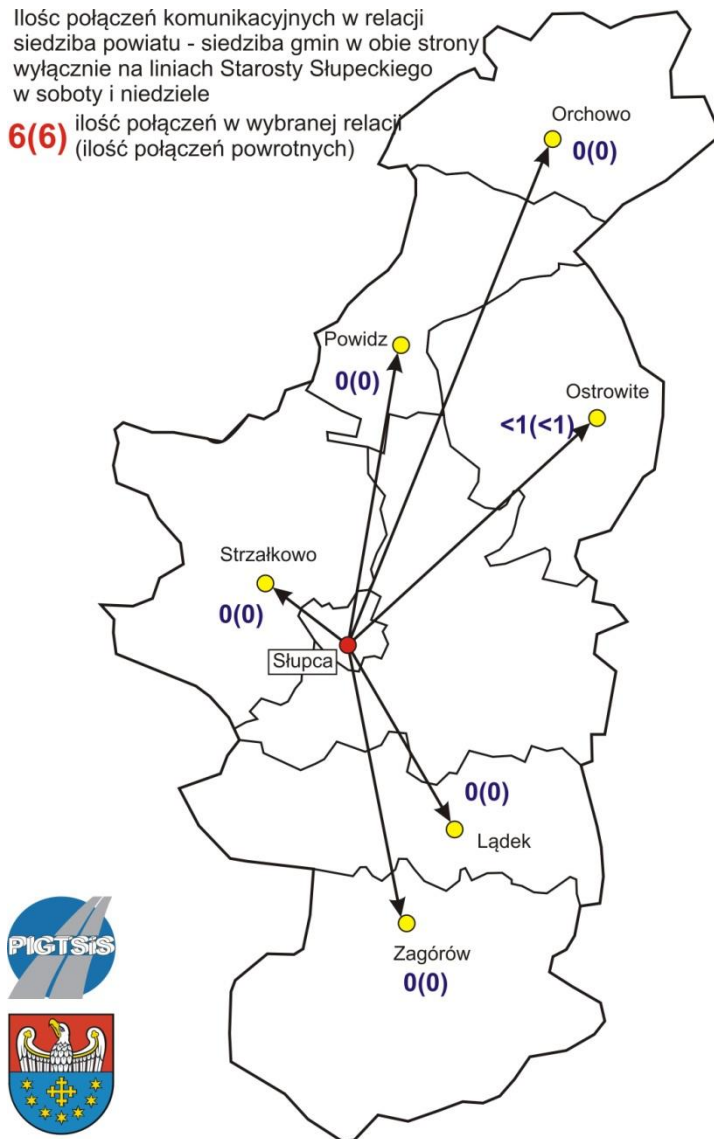 Ilośc połączeń komunikacyjnych w relacji
siedziba powiatu - siedziba gmin w obie strony
wyłącznie na liniach Starosty Słupeckiego
w soboty i niedziele
6(6) ilość połączeń w wybranej relacji
(ilość połączeń powrotnych)
Orchowo
0(0)
Powidz
0(0)
Ostrowite
<1(<1)
Strzałkowo
0(0)
Słupca
0(0)
Lądek
Zagórów
0(0)
PIGTSiS